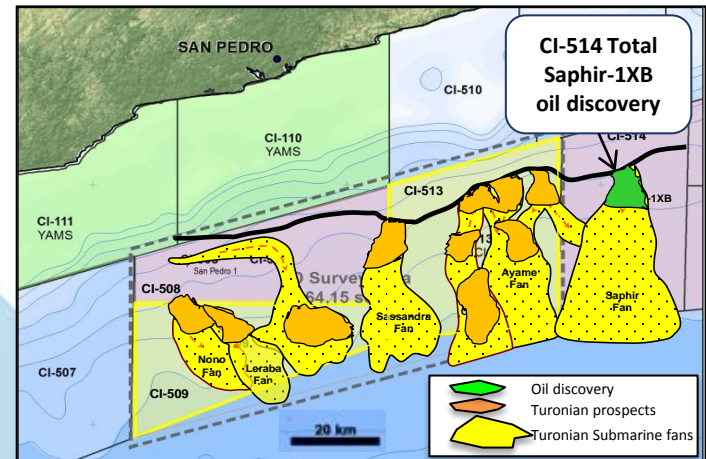 SAN PEDRO
CI-514 Total
Saphir-1XB
oil discovery
CI-510
CI-110
YAMS
CI-514
CI-513
CI-111
YAMS
-1XB
San Pedro 1
CI-508
D Survey
64.15 s
Ayame
Fan
Saphir
Fan
Sassandra
Fan
Nono
Fan
Leraba
Fan
CI-507
CI-509
20 km
Oil discovery
Turonian prospects
Turonian Submarine fans